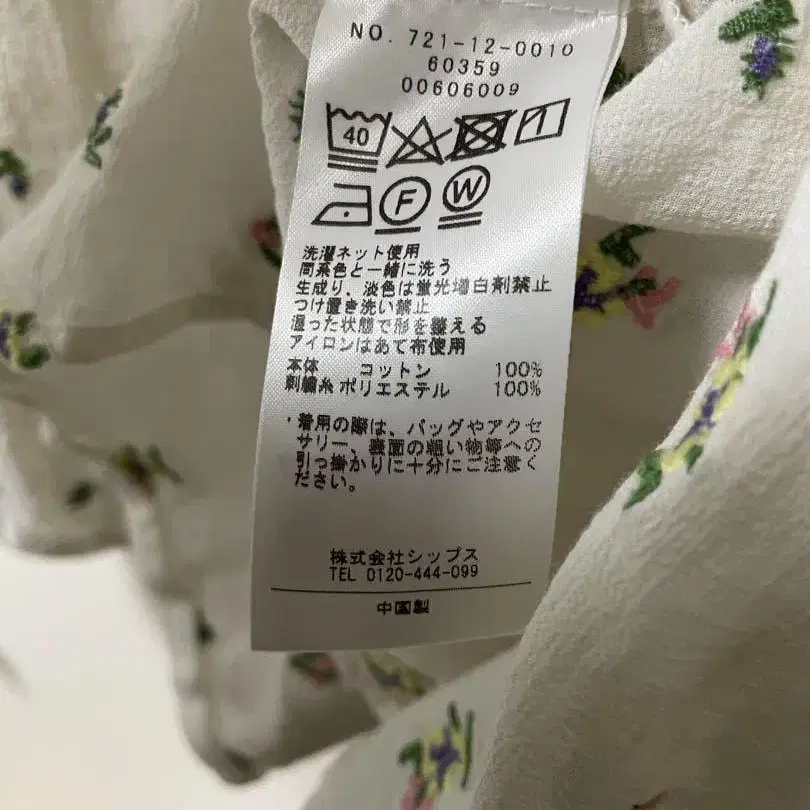 NO. 721-12-0010
60359
00606009
40
F W
洗濯ネット使用
同系色と一緒に洗う
生成り、淡色は蛍光増白剤禁止
つけ置き洗い禁止
湿った状態で形を整える
アイロンはあて布使用
本体 コットン 100%
刺繍糸 ポリエステル 100%
・着用の際は、バッグやアクセ
サリー、表面の粗い物等への
引っ掛かりに十分にご注意く
ださい。
株式会社シップス
TEL 0120-444-099
中国製